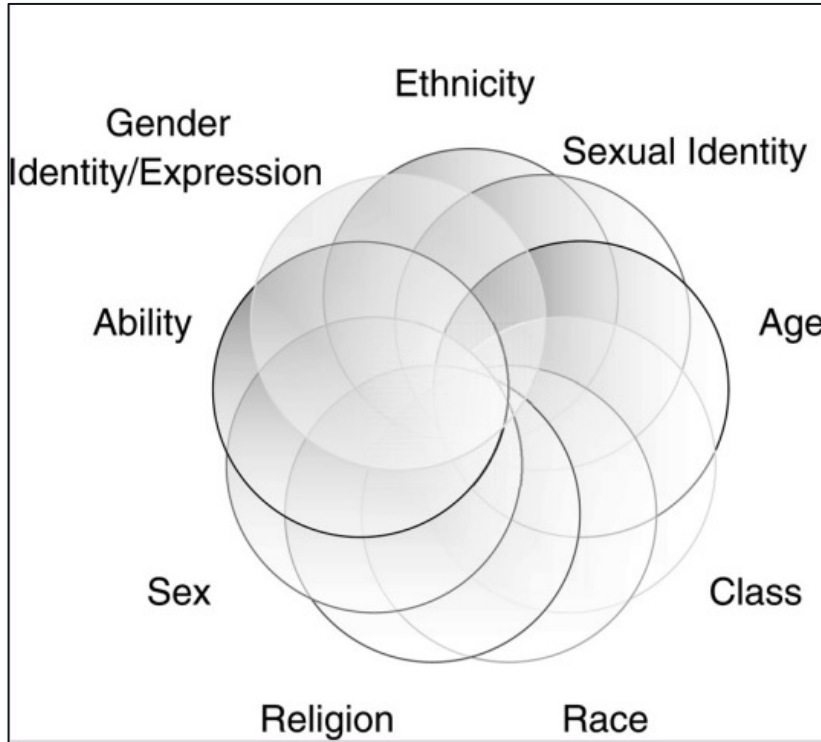 Ethnicity
Gender
Identity/Expression
Sexual Identity
Ability
Age
Sex
Class
Religion
Race